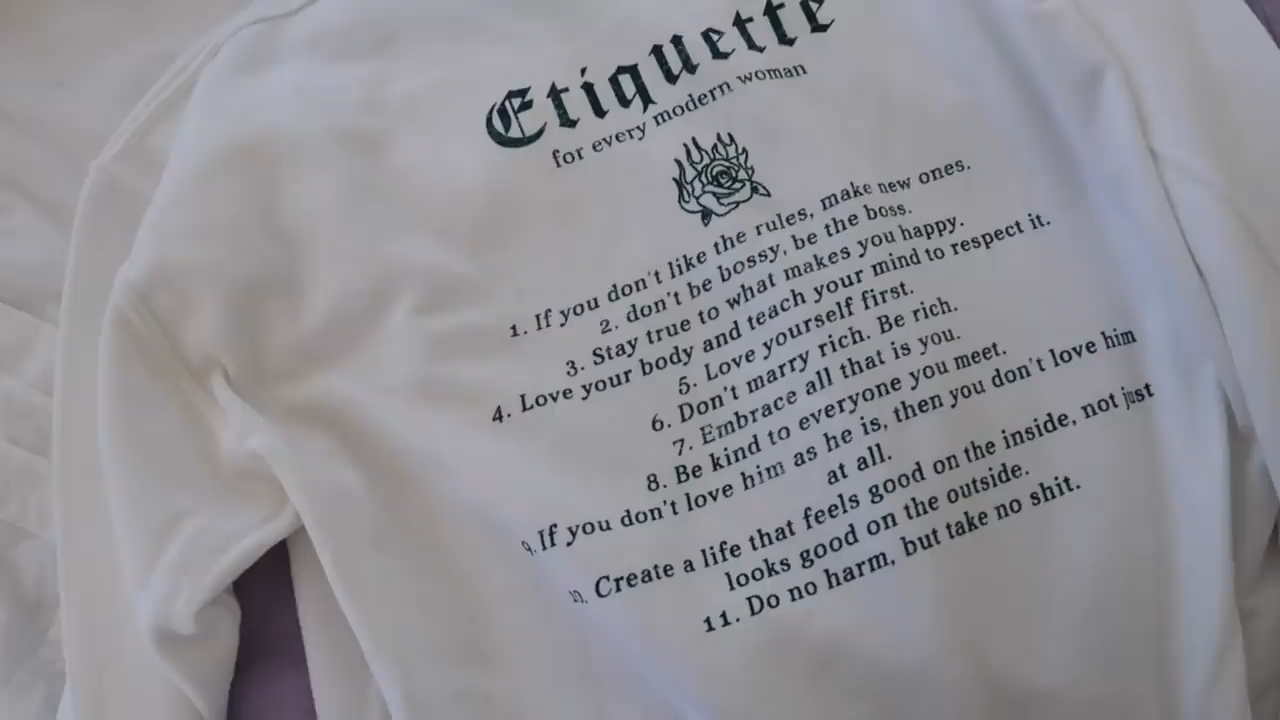 Etiquette
for every modern woman
1. If you don't like the rules, make new ones.
2. don't be bossy, be the boss.
3. Stay true to what makes you happy.
4. Love your body and teach your mind to respect it.
5. Love yourself first.
6. Don't marry rich. Be rich.
7. Embrace all that is you.
8. Be kind to everyone you meet.
9. If you don't love him as he is, then you don't love him
at all.
10. Create a life that feels good on the inside, not just
looks good on the outside.
11. Do no harm, but take no shit.